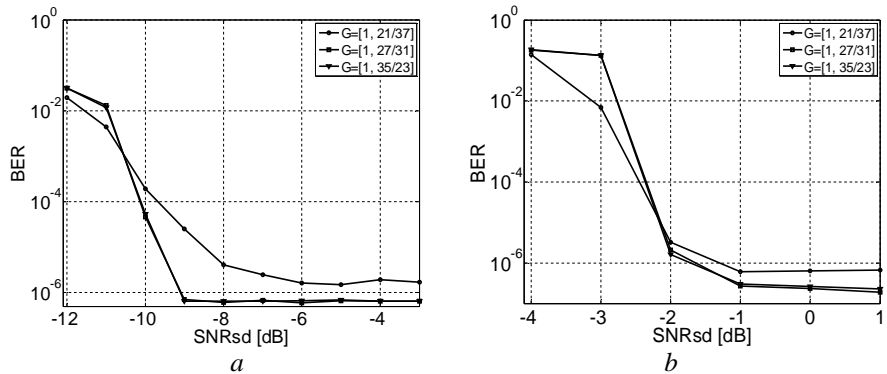 10^0
10^-2
10^-4
10^-6
BER
-12
-10
-8
-6
-4
SNRsd [dB]
G=[1, 21/37]
G=[1, 27/31]
G=[1, 35/23]
a
10^0
10^-2
10^-4
10^-6
BER
-4
-3
-2
-1
0
1
SNRsd [dB]
G=[1, 21/37]
G=[1, 27/31]
G=[1, 35/23]
b